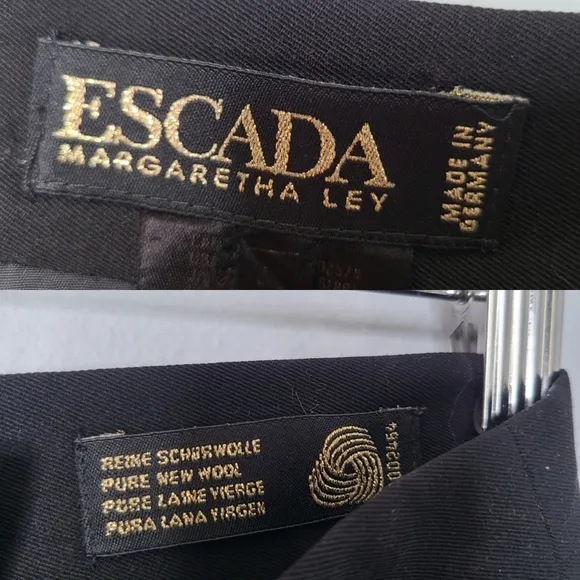 ESCADA
MARGARETHA LEY
MADE IN
GERMANY
REINE SCHURWOLLE
PURE NEW WOOL
PURE LAINE VIERGE
PURA LANA VIRGEN